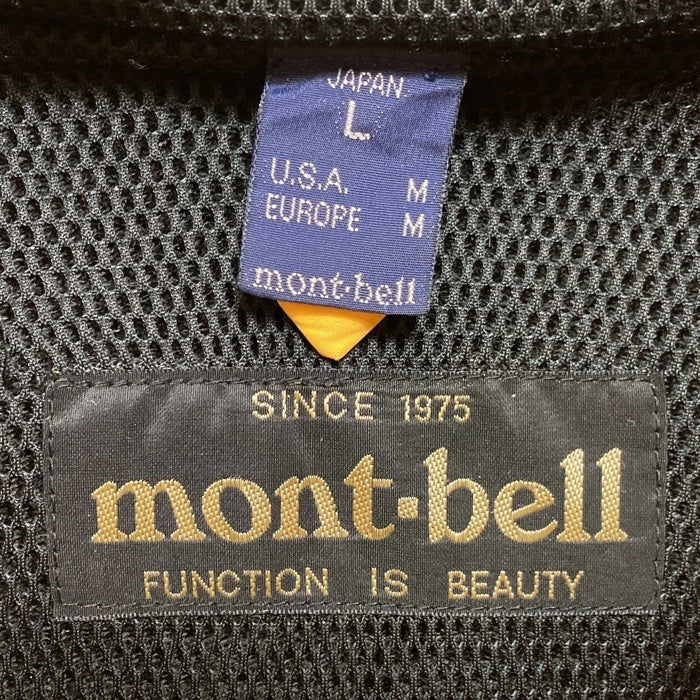 JAPAN
L
U.S.A. M
EUROPE M
mont·bell
SINCE 1975
mont·bell
FUNCTION IS BEAUTY